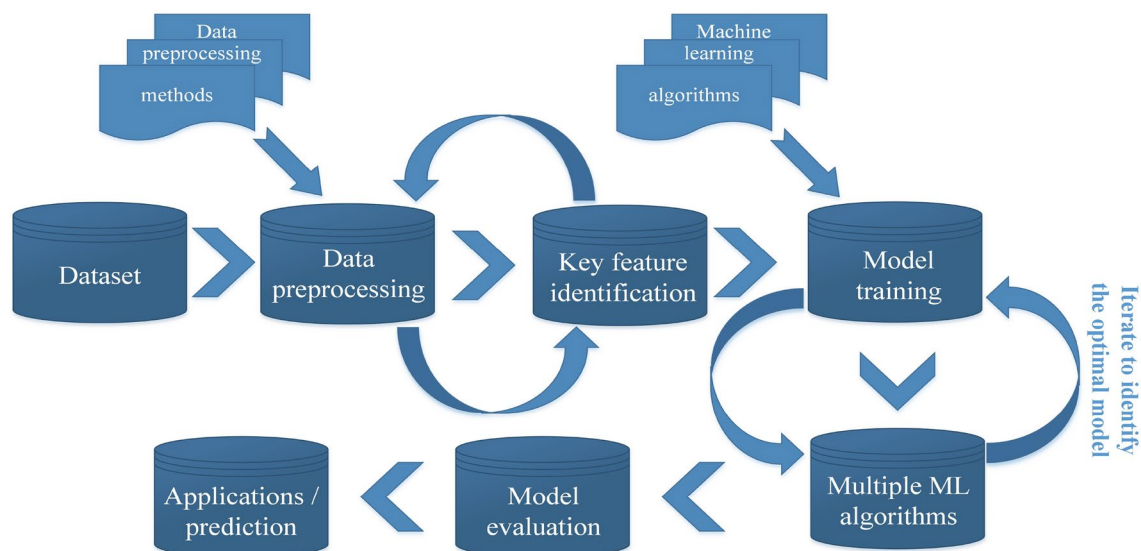 Data
preprocessing
methods
Machine
learning
algorithms
Dataset
Data
preprocessing
Key feature
identification
Model
training
Iterate to identify
the optimal model
Applications /
prediction
Model
evaluation
Multiple ML
algorithms